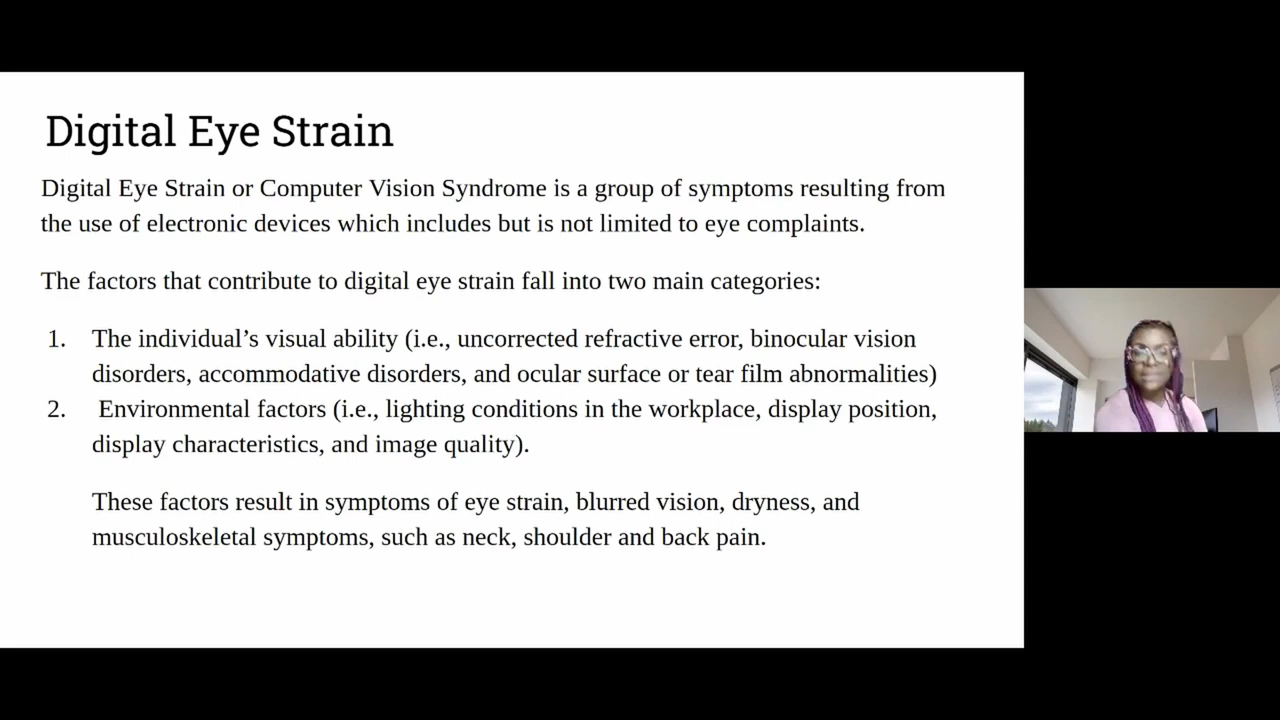 Digital Eye Strain
Digital Eye Strain or Computer Vision Syndrome is a group of symptoms resulting from
the use of electronic devices which includes but is not limited to eye complaints.
The factors that contribute to digital eye strain fall into two main categories:
1. The individual’s visual ability (i.e., uncorrected refractive error, binocular vision
disorders, accommodative disorders, and ocular surface or tear film abnormalities)
2. Environmental factors (i.e., lighting conditions in the workplace, display position,
display characteristics, and image quality).
These factors result in symptoms of eye strain, blurred vision, dryness, and
musculoskeletal symptoms, such as neck, shoulder and back pain.